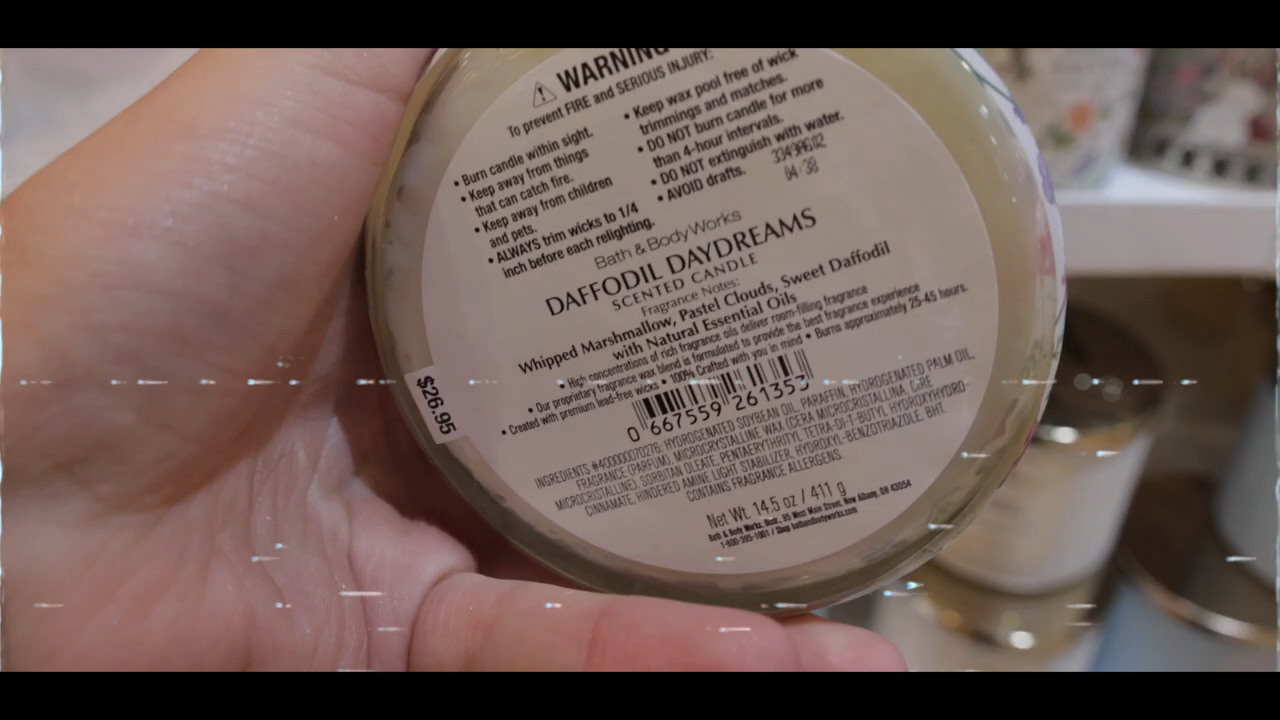 WARNING
To prevent FIRE and SERIOUS INJURY:
• Burn candle within sight.
• Keep away from things
that can catch fire.
• Keep away from children
and pets.
• ALWAYS trim wicks to 1/4
inch before each relighting.
• Keep wax pool free of wick
trimmings and matches.
• DO NOT burn candle for more
than 4-hour intervals.
• DO NOT extinguish with water.
• AVOID drafts.
04:38
Bath & Body Works
DAFFODIL DAYDREAMS
SCENTED CANDLE
Fragrance Notes:
Whipped Marshmallow, Pastel Clouds, Sweet Daffodil
with Natural Essential Oils
• High concentrations of rich fragrance oils deliver room-filling fragrance
• Our proprietary fragrance wax blend is formulated to provide the best fragrance experience
• Created with premium lead-free wicks • 100% Crafted with you in mind • Burns approximately 25-45 hours.
0 667559 261353
$26.95
INGREDIENTS #400000070276: HYDROGENATED SOYBEAN OIL, PARAFFIN, HYDROGENATED PALM OIL,
FRAGRANCE (PARFUM), MICROCRYSTALLINE WAX (CERA MICROCRISTALLINA, CIRE
MICROCRISTALLINE), SORBITAN OLEATE, PENTAERYTHRITYL TETRA-DI-T-BUTYL HYDROXYHYDRO-
CINNAMATE, HINDERED AMINE LIGHT STABILIZER, HYDROXYL-BENZOTRIAZOLE, BHT.
CONTAINS FRAGRANCE ALLERGENS.
Net Wt. 14.5 oz / 411 g
Bath & Body Works, Distr., 95 West Main Street, New Albany, OH 43054
1-800-395-1001 / Shop bathandbodyworks.com